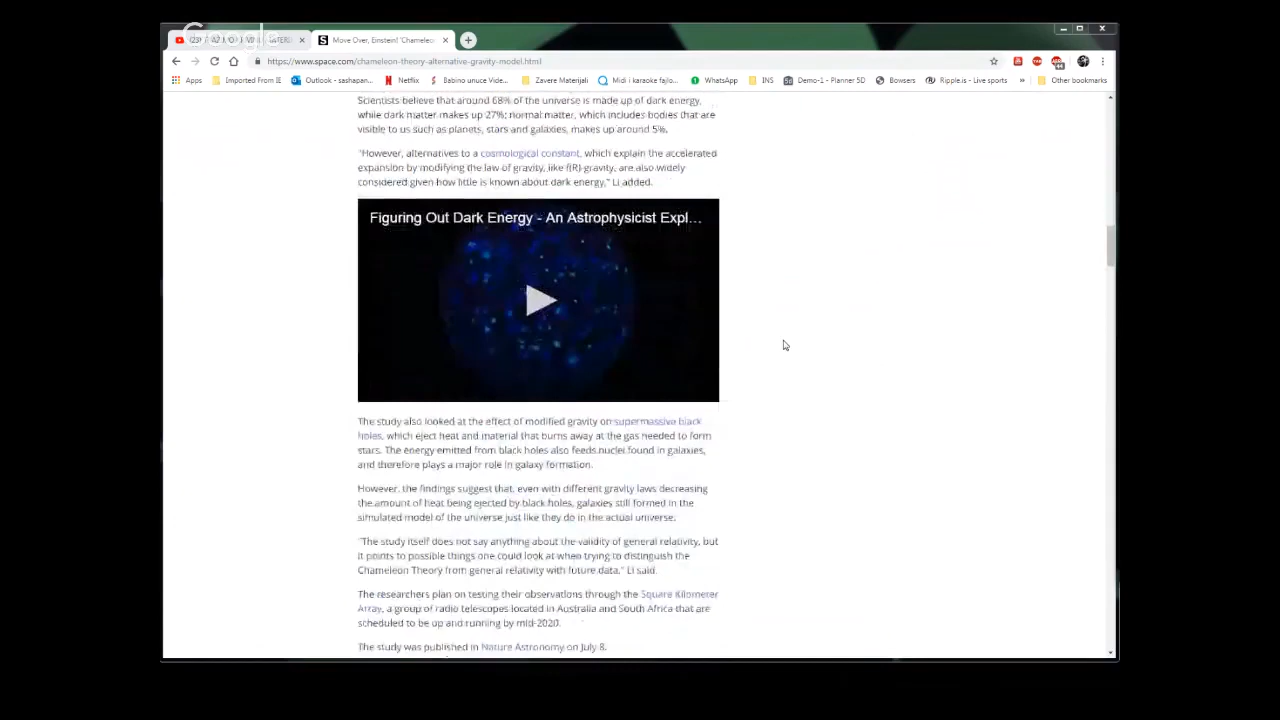 Google
Move Over, Einstein! 'Chameleo
https://www.space.com/chameleon-theory-alternative-gravity-model.html
Apps Imported From IE Outlook - sashapan... Netflix Babino unuce Vide... Zavere Materijali Midi i karaoke fajlo... WhatsApp INS Demo-1 - Planner 5D Bowsers Ripple.is - Live sports » Other bookmarks
Scientists believe that around 68% of the universe is made up of dark energy,
while dark matter makes up 27%; normal matter, which includes bodies that are
visible to us such as planets, stars and galaxies, makes up around 5%.
"However, alternatives to a cosmological constant, which explain the accelerated
expansion by modifying the law of gravity, like f(R)-gravity, are also widely
considered given how little is known about dark energy," Li added.
Figuring Out Dark Energy - An Astrophysicist Expl...
The study also looked at the effect of modified gravity on supermassive black
holes, which eject heat and material that burns away at the gas needed to form
stars. The energy emitted from black holes also feeds nuclei found in galaxies,
and therefore plays a major role in galaxy formation.
However, the findings suggest that, even with different gravity laws decreasing
the amount of heat being ejected by black holes, galaxies still formed in the
simulated model of the universe just like they do in the actual universe.
"The study itself does not say anything about the validity of general relativity, but
it points to possible things one could look at when trying to distinguish the
Chameleon Theory from general relativity with future data," Li said.
The researchers plan on testing their observations through the Square Kilometer
Array, a group of radio telescopes located in Australia and South Africa that are
scheduled to be up and running by mid-2020.
The study was published in Nature Astronomy on July 8.